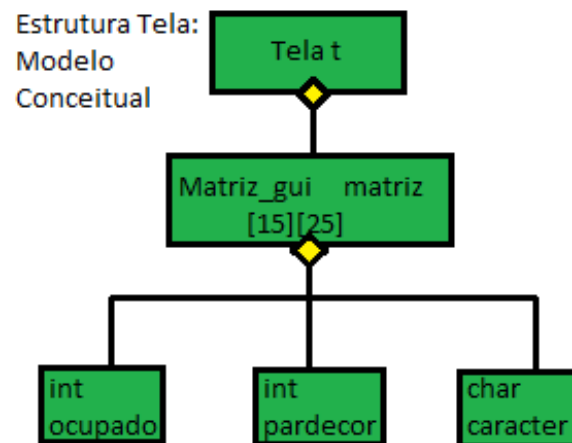 Estrutura Tela:
Modelo
Conceitual
Tela t
Matriz_gui matriz
[15][25]
int
ocupado
int
pardecor
char
caracter